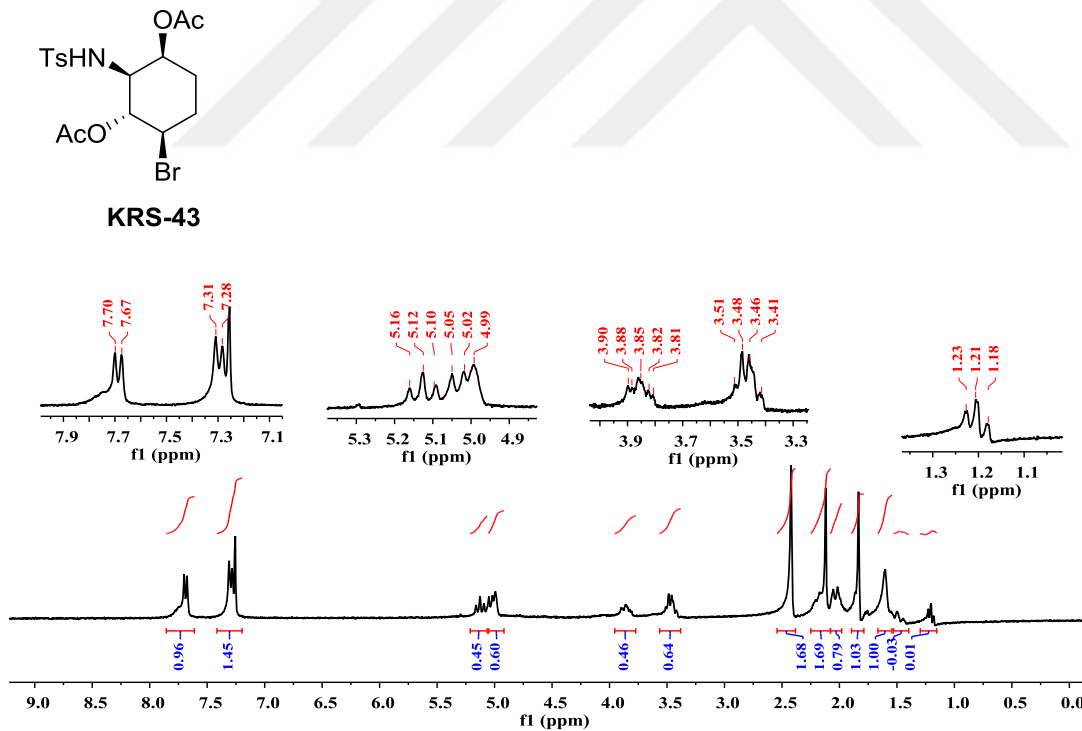 OAc
TsHN
AcO
Br
KRS-43
7.70
7.67
7.31
7.28
7.9 7.7 7.5 7.3 7.1
f1 (ppm)
5.16
5.12
5.10
5.05
5.02
4.99
5.3 5.2 5.1 5.0 4.9
f1 (ppm)
3.90
3.88
3.85
3.82
3.81
3.51
3.48
3.46
3.41
3.9 3.7 3.5 3.3
f1 (ppm)
1.23
1.21
1.18
1.3 1.2 1.1
f1 (ppm)
0.96
1.45
0.45
0.60
0.46
0.64
1.68
1.69
0.79
1.03
1.00
-0.03
0.01
9.0 8.5 8.0 7.5 7.0 6.5 6.0 5.5 5.0 4.5 4.0 3.5 3.0 2.5 2.0 1.5 1.0 0.5 0.0
f1 (ppm)